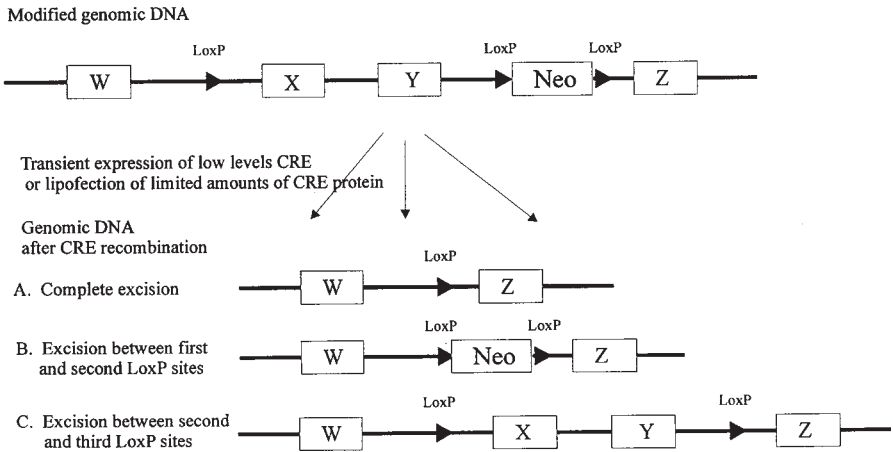 Modified genomic DNA
LoxP LoxP LoxP
W X Y Neo Z
Transient expression of low levels CRE
or lipofection of limited amounts of CRE protein
Genomic DNA
after CRE recombination
LoxP
A. Complete excision W Z
LoxP LoxP
B. Excision between first
and second LoxP sites
W Neo Z
LoxP LoxP
C. Excision between second
and third LoxP sites
W X Y Z